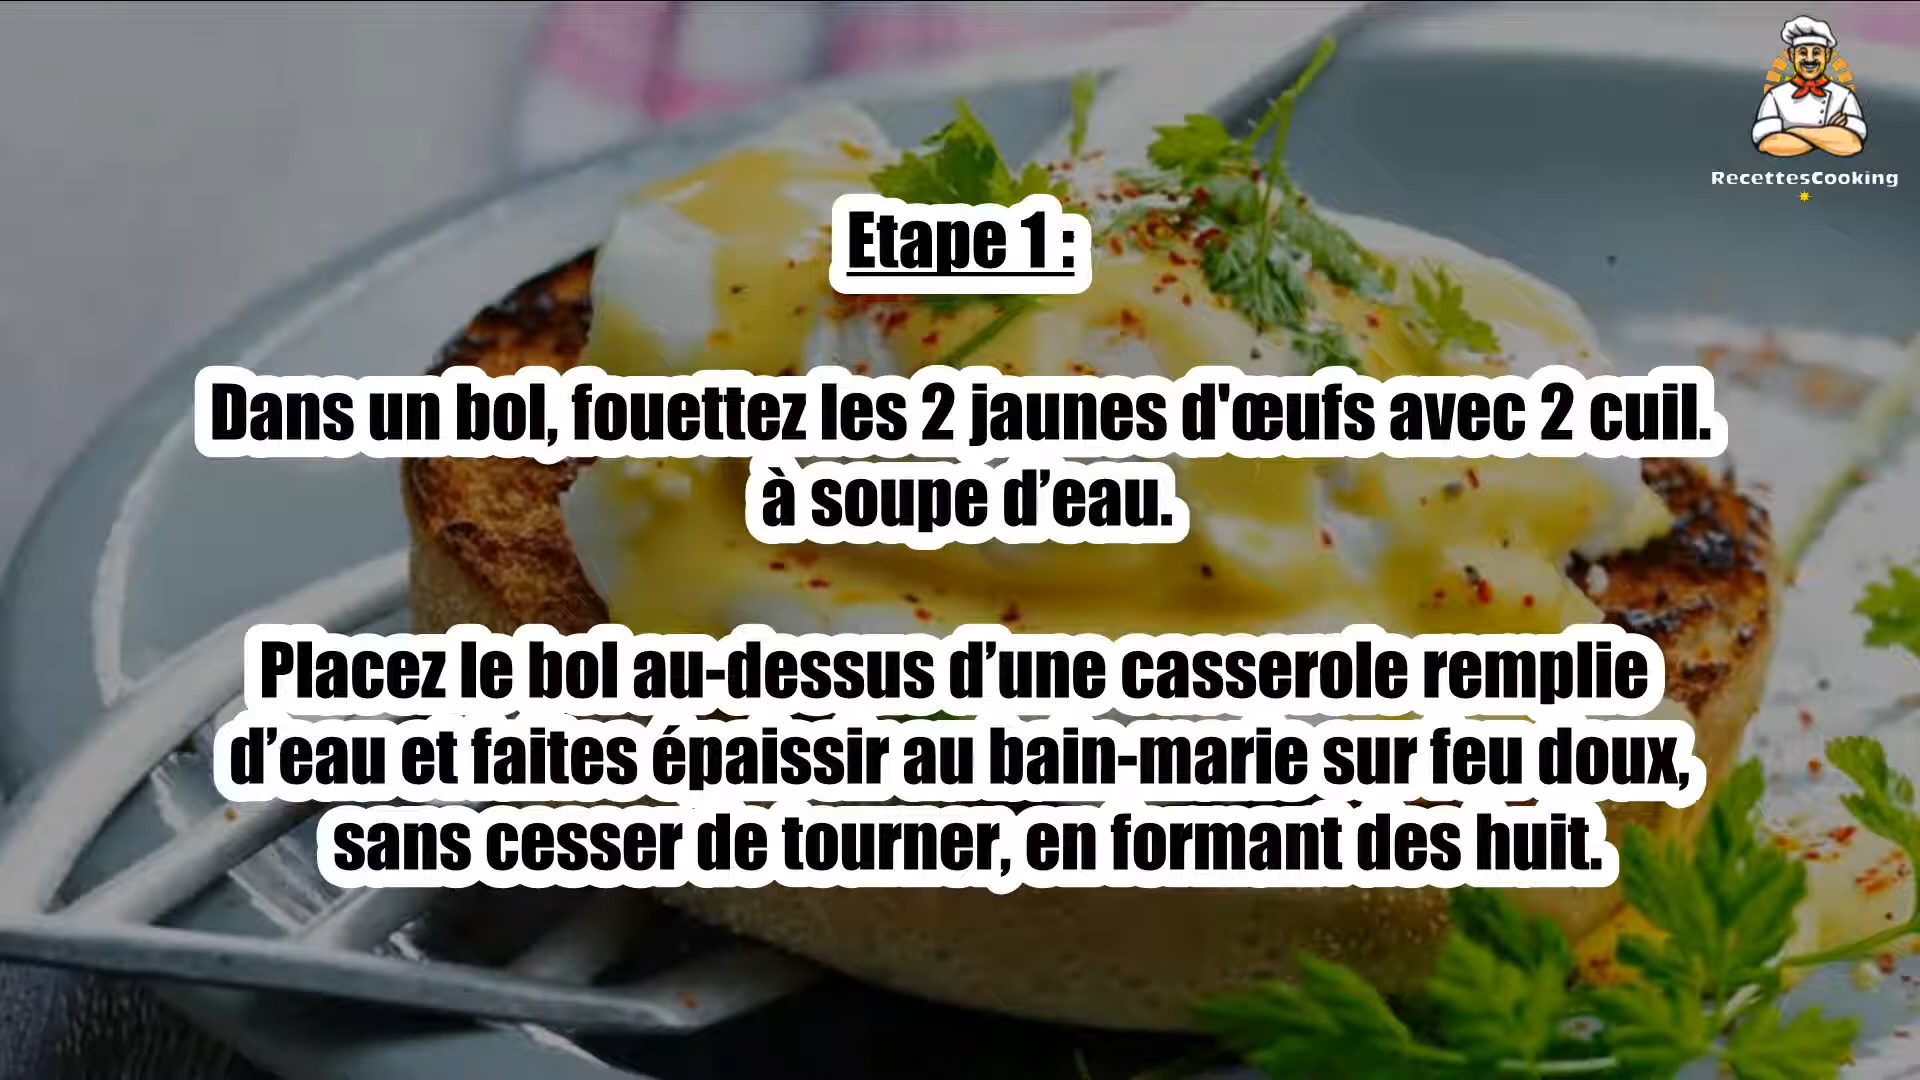 RecettesCooking
Etape 1 :
Dans un bol, fouettez les 2 jaunes d'œufs avec 2 cuil.
à soupe d’eau.
Placez le bol au-dessus d’une casserole remplie
d’eau et faites épaissir au bain-marie sur feu doux,
sans cesser de tourner, en formant des huit.